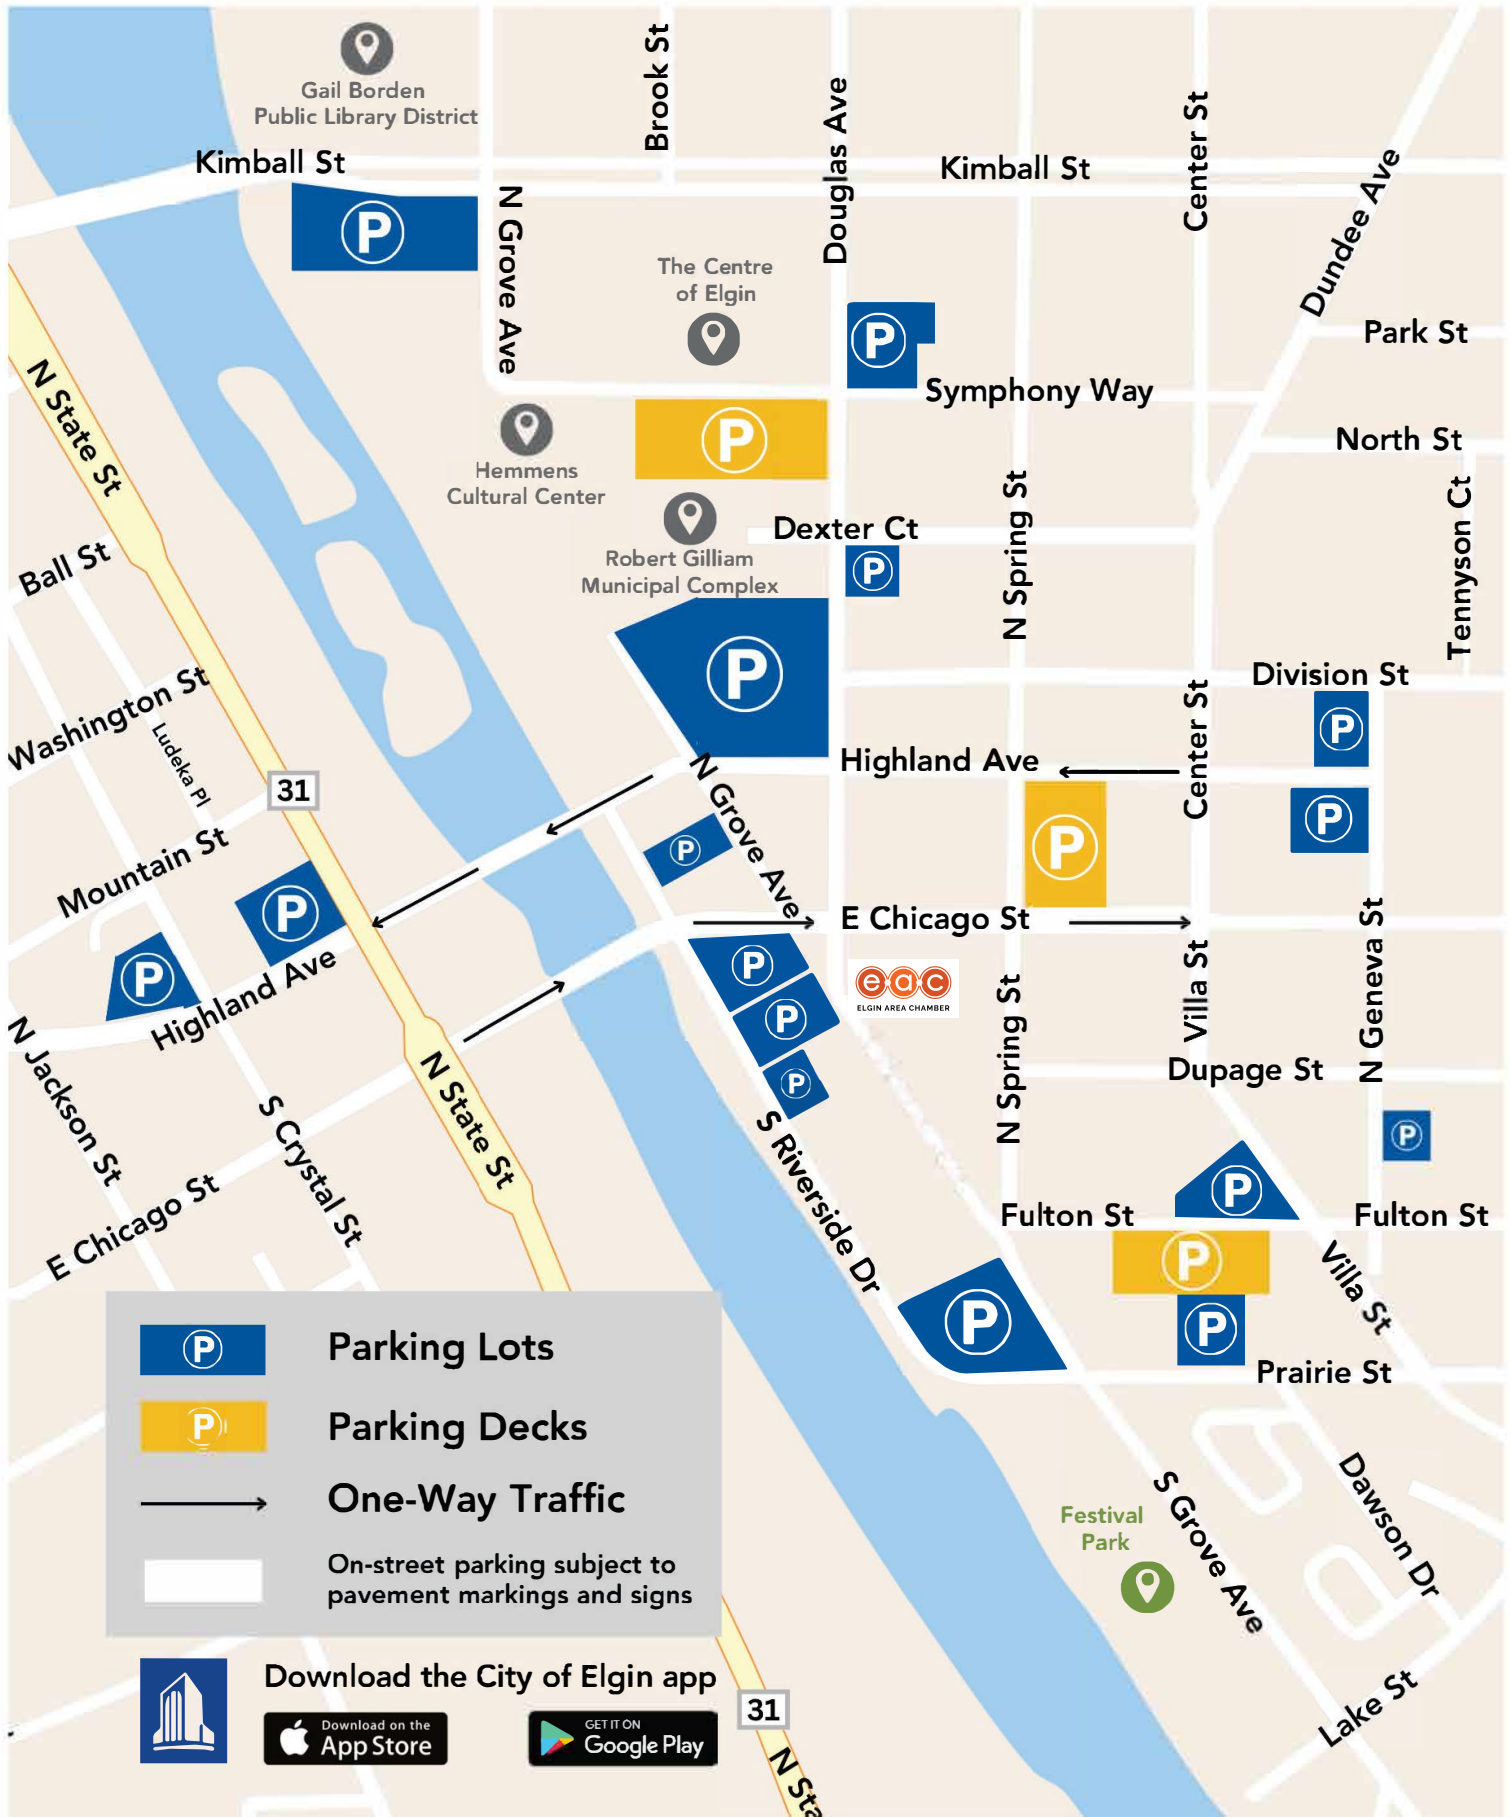 Gail Borden
Public Library District
Brook St
Douglas Ave
Center St
Kimball St
Kimball St
N Grove Ave
Dundee Ave
The Centre
of Elgin
P
P
Park St
Symphony Way
N State St
P
North St
Hemmens
Cultural Center
N Spring St
Tennyson Ct
Robert Gilliam
Municipal Complex
Dexter Ct
P
Ball St
P
Division St
Washington St
Ludeka Pl
Center St
P
Highland Ave
N Grove Ave
31
P
P
P
Mountain St
P
P
E Chicago St
N Geneva St
Villa St
P
Highland Ave
P
P
P
eac
ELGIN AREA CHAMBER
N Spring St
N Jackson St
N State St
S Crystal St
Dupage St
P
S Riverside Dr
P
E Chicago St
Fulton St
Fulton St
P
Villa St
P
P
Prairie St
P
Parking Lots
P
Parking Decks
One-Way Traffic
On-street parking subject to
pavement markings and signs
Festival
Park
S Grove Ave
Dawson Dr
Lake St
Download the City of Elgin app
Download on the
App Store
GET IT ON
Google Play
31
N Sta